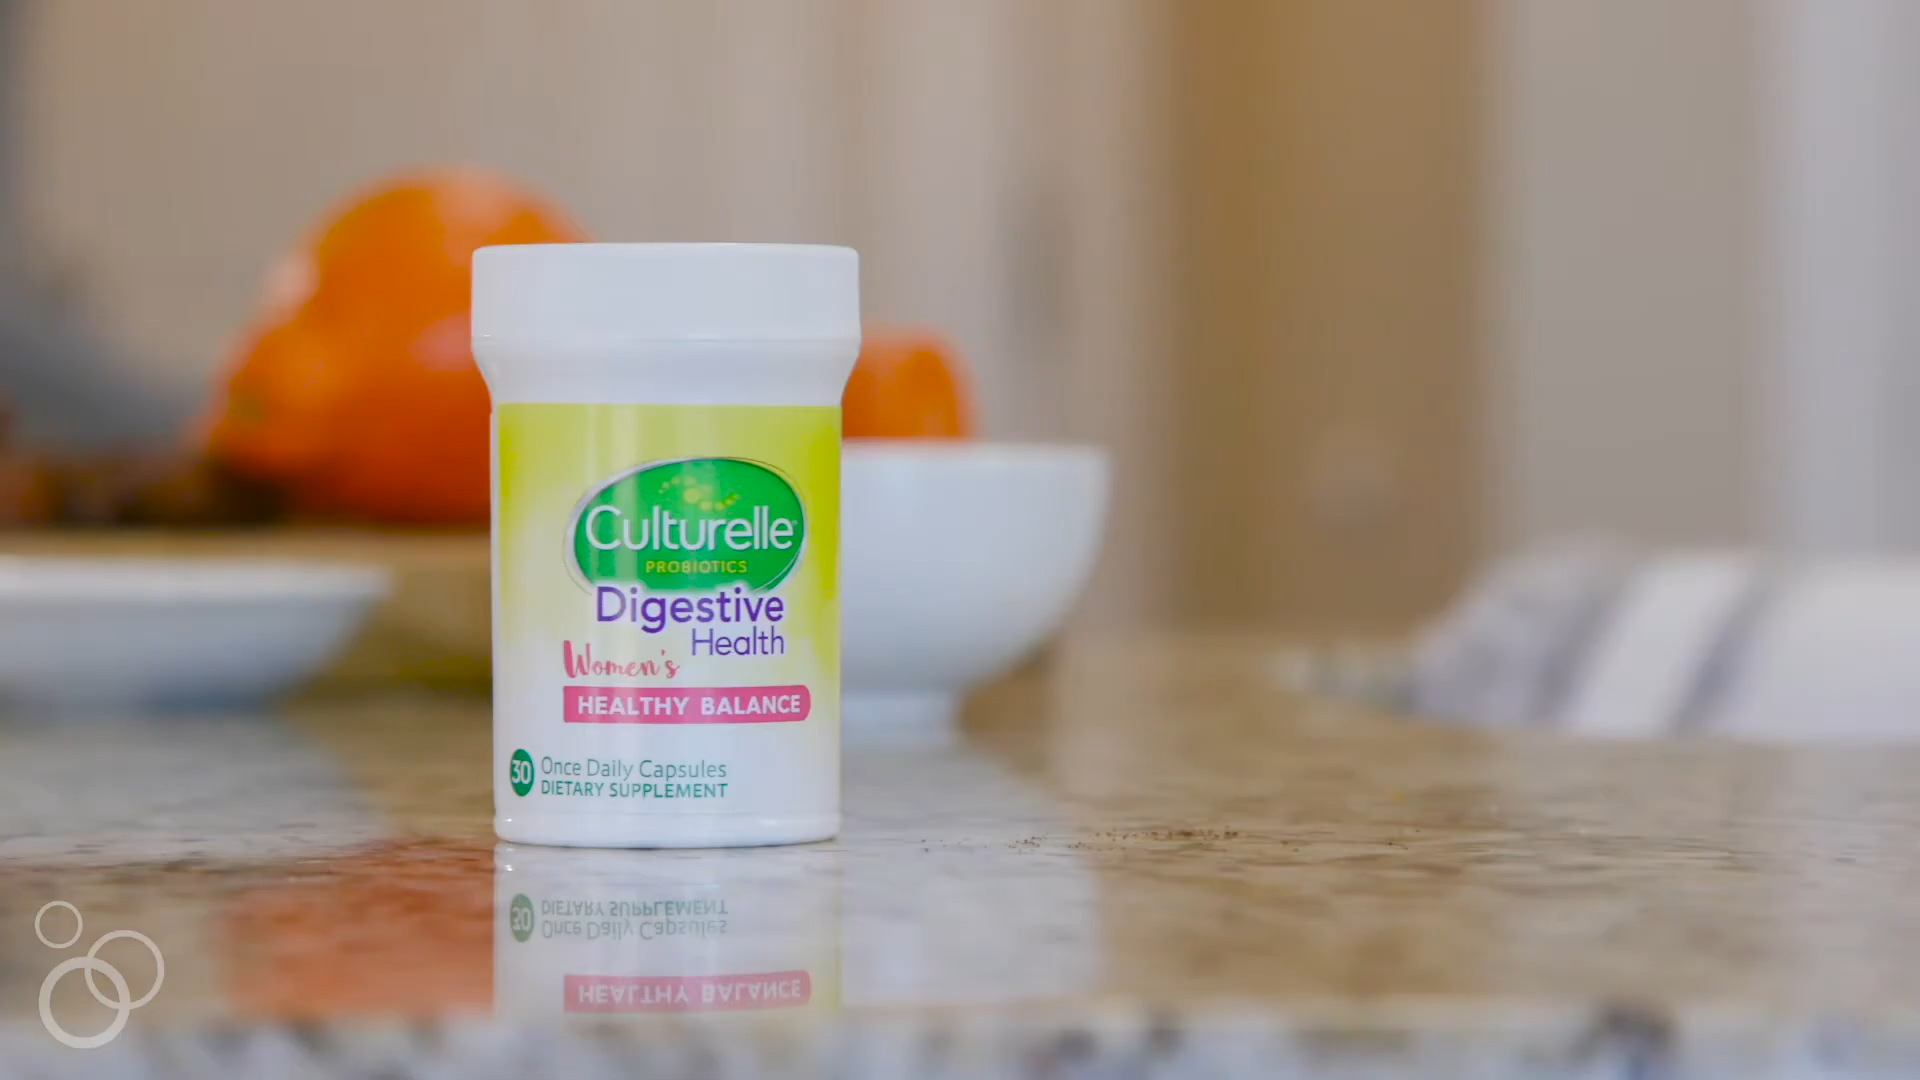 Culturelle
PROBIOTICS
Digestive
Health
Women's
HEALTHY BALANCE
30 Once Daily Capsules
DIETARY SUPPLEMENT